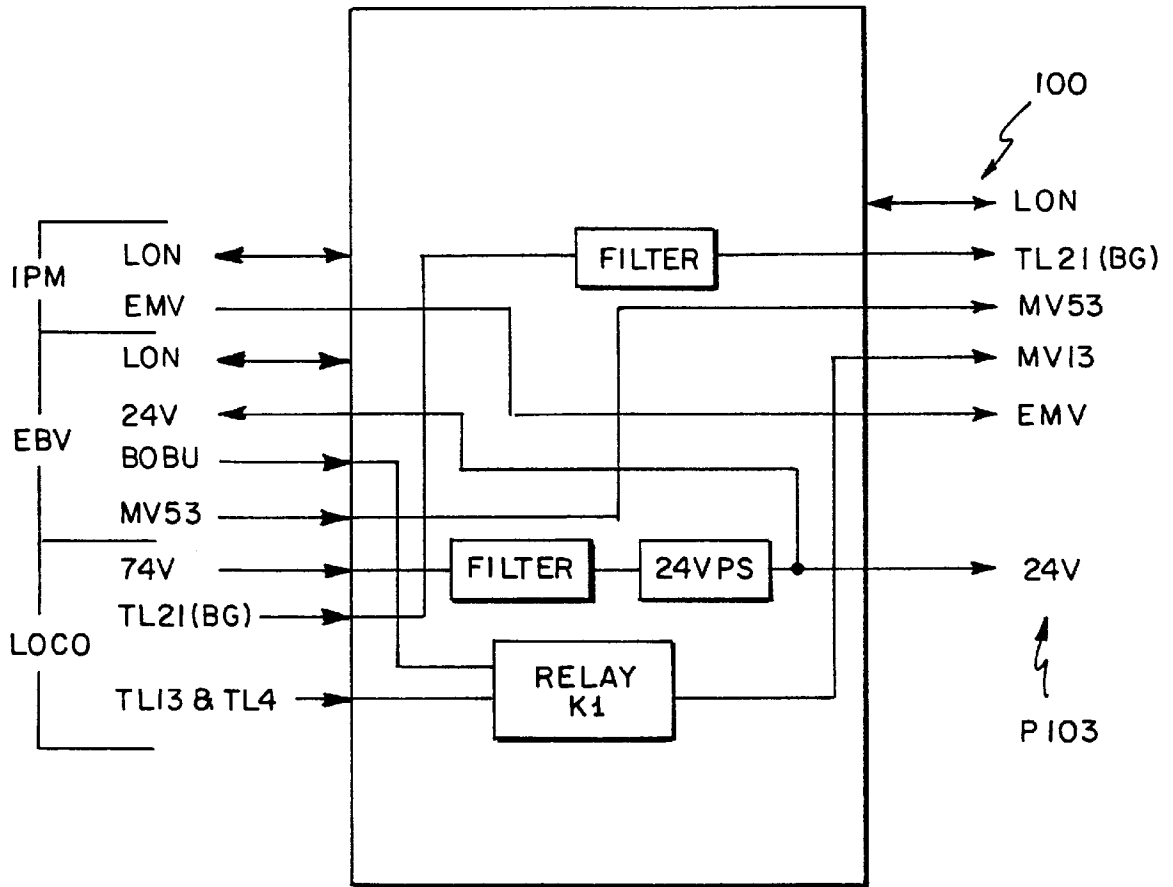 100
LON
TL21(BG)
MV53
MV13
EMV
24V
P103
IPM
LON
EMV
EBV
LON
24V
BOBU
MV53
LOCO
74V
TL21(BG)
TL13 & TL4
FILTER
FILTER
24VPS
RELAY
K1